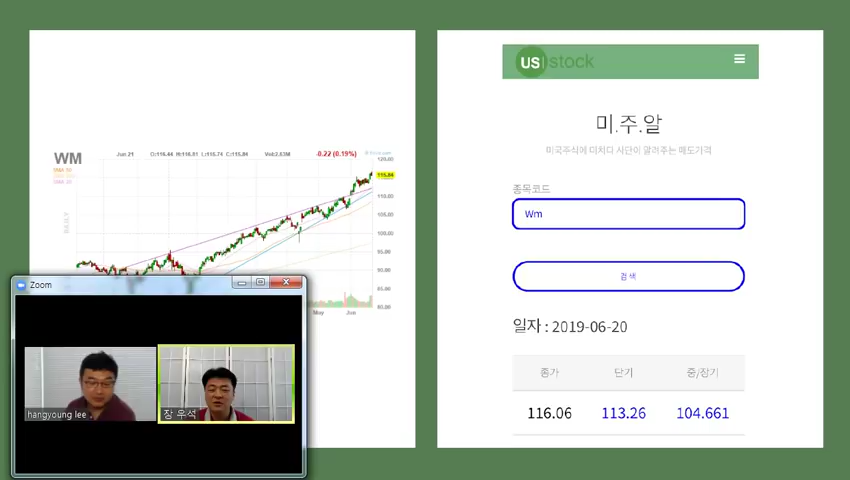 WM
Jun 21
-0.22 (0.19%)
120.00
115.84
110.00
105.00
100.00
95.00
90.00
85.00
80.00
DAILY
May
Jun
Zoom
hangyoung lee
장 우석
US stock
미.주.알
미국주식에 미치다 사단이 알려주는 매도가격
종목코드
Wm
검색
일자 : 2019-06-20
종가 단기 중/장기
116.06 113.26 104.661